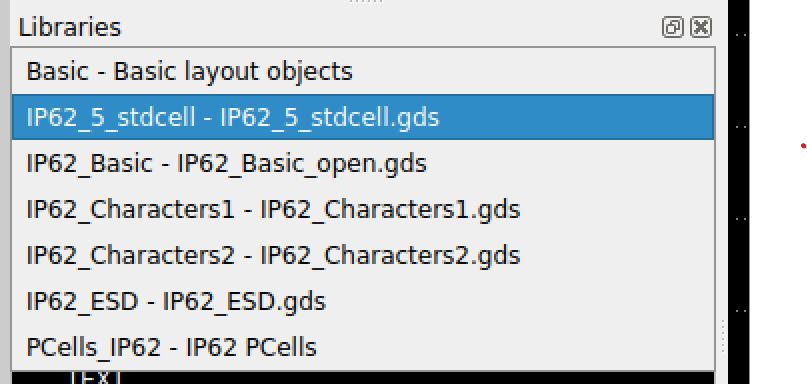 Libraries
Basic - Basic layout objects
IP62_5_stdcell - IP62_5_stdcell.gds
IP62_Basic - IP62_Basic_open.gds
IP62_Characters1 - IP62_Characters1.gds
IP62_Characters2 - IP62_Characters2.gds
IP62_ESD - IP62_ESD.gds
PCells_IP62 - IP62 PCells
TEXT